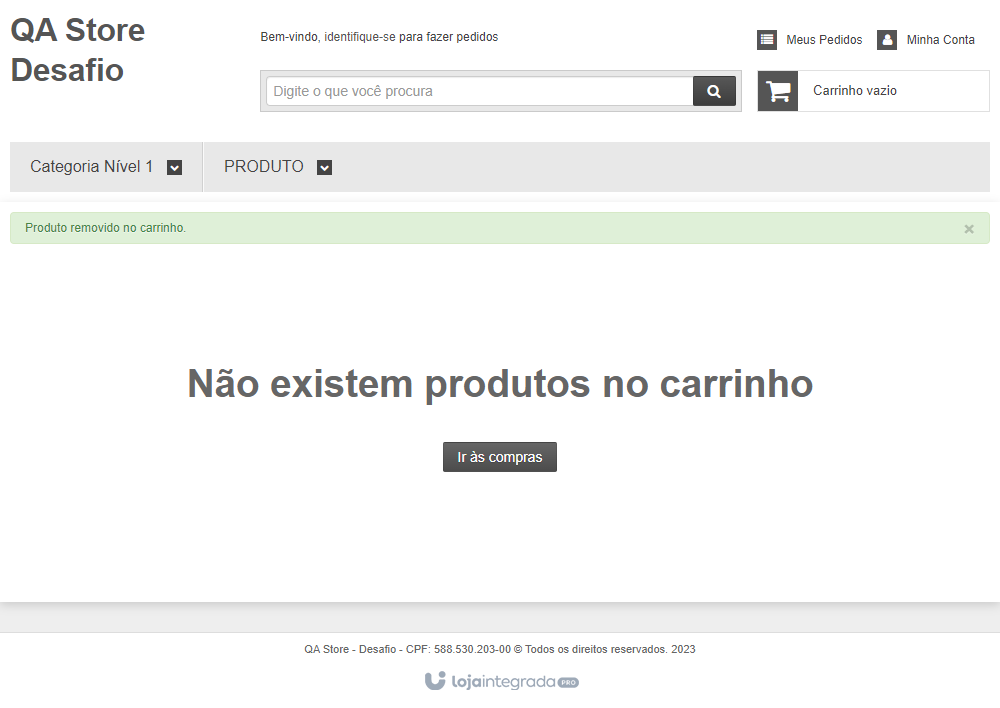 QA Store
Desafio
Bem-vindo, identifique-se para fazer pedidos
Meus Pedidos
Minha Conta
Digite o que você procura
Carrinho vazio
Categoria Nível 1
PRODUTO
Produto removido no carrinho.
×
Não existem produtos no carrinho
Ir às compras
QA Store - Desafio - CPF: 588.530.203-00 © Todos os direitos reservados. 2023
lojaintegrada PRO